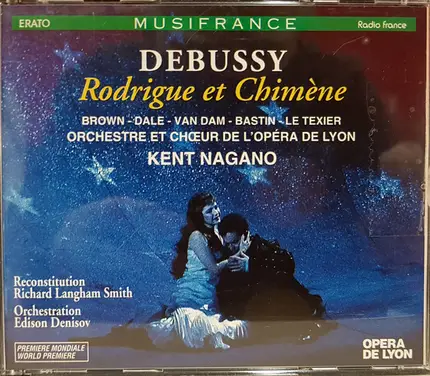 ERATO
MUSIFRANCE
Radio france
DEBUSSY
Rodrigue et Chimène
BROWN - DALE - VAN DAM - BASTIN - LE TEXIER
ORCHESTRE ET CHŒUR DE L'OPÉRA DE LYON
KENT NAGANO
Reconstitution
Richard Langham Smith
Orchestration
Edison Denisov
PREMIERE MONDIALE
WORLD PREMIERE
OPERA
DE LYON